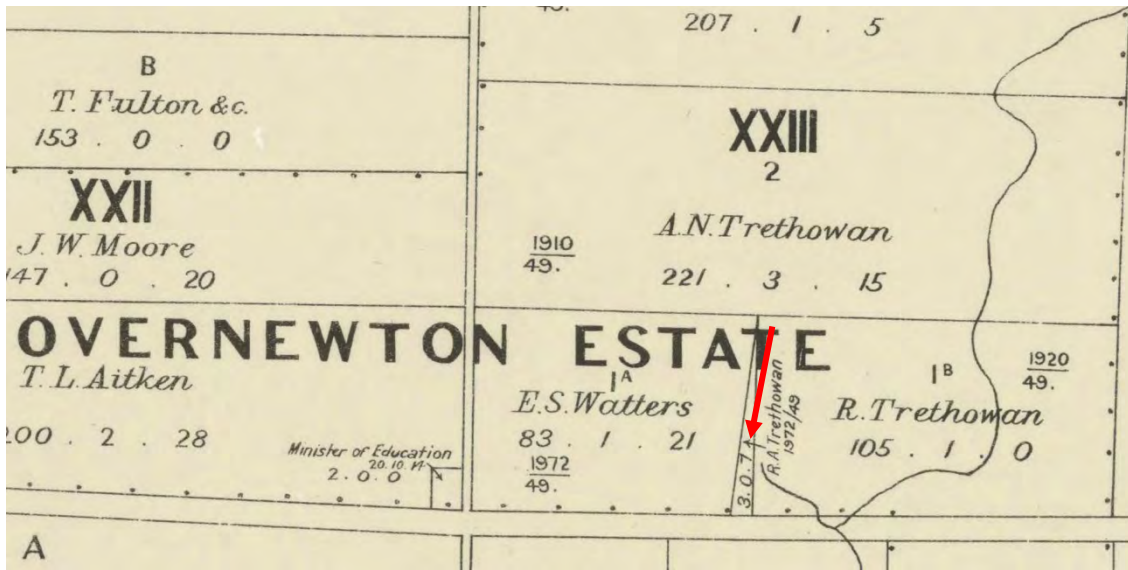 49.
207 . 1 . 5
B
T. Fulton &c.
153 . 0 . 0
XXII
J. W. Moore
147 . 0 . 20
XXIII
2
A.N.Trethowan
1910
49.
221 . 3 . 15
OVERNEWTON ESTATE
T. L. Aitken
200 . 2 . 28
Minister of Education
20.10.14
2.0.0
1A
E.S.Watters
83 . 1 . 21
1972
49.
3.0.7
R.A.Trethowan
1972/49
1B
1920
49.
R.Trethowan
105 . 1 . 0
A